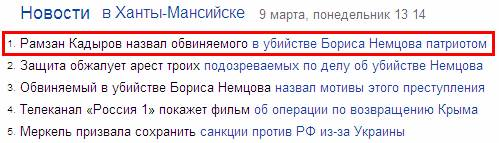 Новости в Ханты-Мансийске 9 марта, понедельник 13 14
1. Рамзан Кадыров назвал обвиняемого в убийстве Бориса Немцова патриотом
2. Защита обжалует арест троих подозреваемых по делу об убийстве Немцова
3. Обвиняемый в убийстве Бориса Немцова назвал мотивы этого преступления
4. Телеканал «Россия 1» покажет фильм об операции по возвращению Крыма
5. Меркель призвала сохранить санкции против РФ из-за Украины